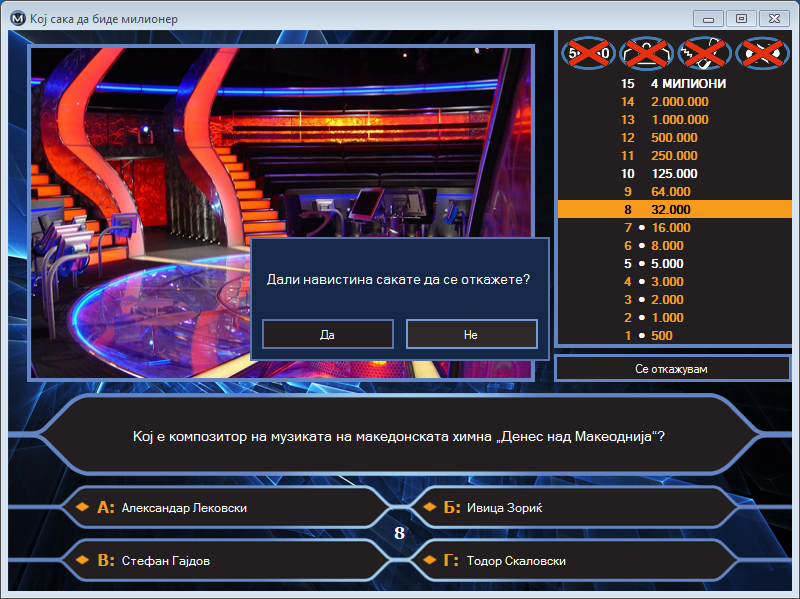 Кој сака да биде милионер
50:50
15 4 МИЛИОНИ
14 2.000.000
13 1.000.000
12 500.000
11 250.000
10 125.000
9 64.000
8 32.000
7 • 16.000
6 • 8.000
5 • 5.000
4 • 3.000
3 • 2.000
2 • 1.000
1 • 500
Дали навистина сакате да се откажете?
Да
Не
Се откажувам
Кој е композитор на музиката на македонската химна „Денес над Макеоднија“?
А: Александар Лековски
Б: Ивица Зориќ
8
В: Стефан Гајдов
Г: Тодор Скаловски